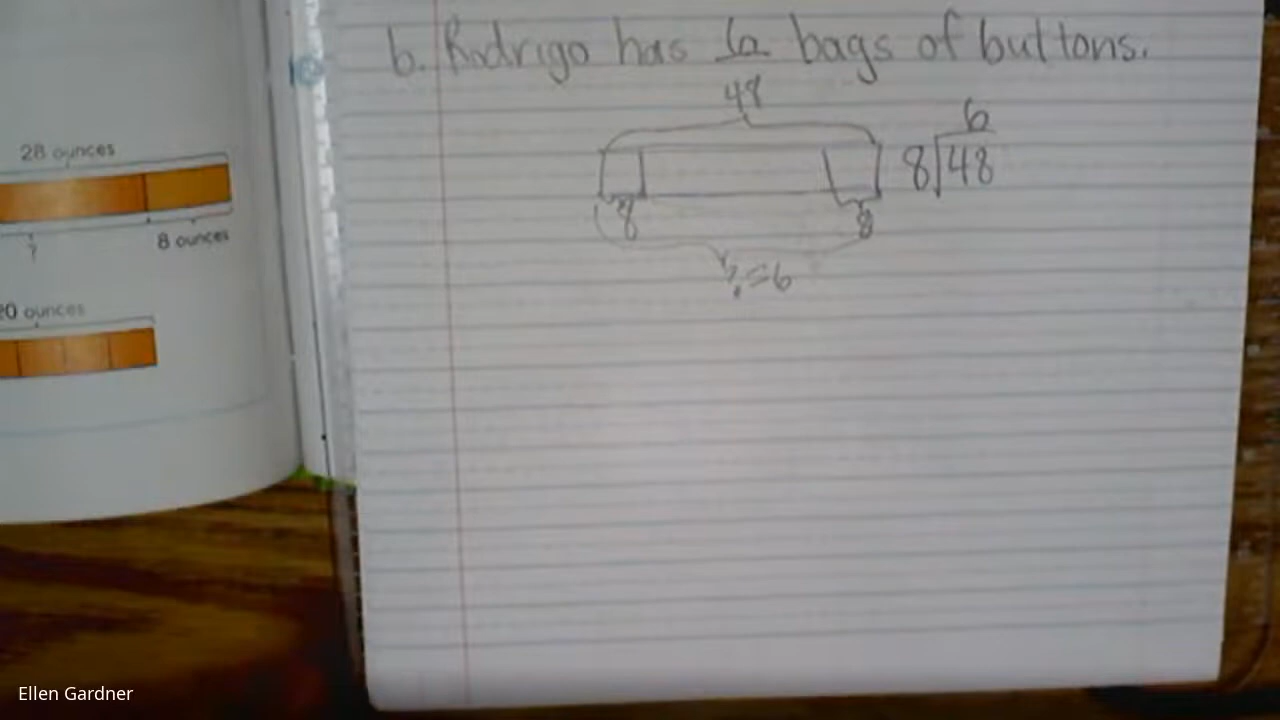 28 ounces
?
8 ounces
20 ounces
b. Rodrigo has 6 bags of buttons.
48
8 8
? = 6
6
8)48
Ellen Gardner